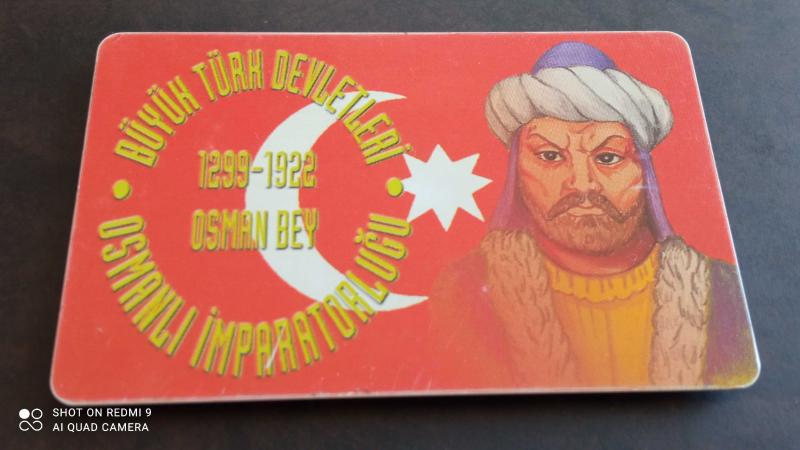 BÜYÜK TÜRK DEVLETLERİ
1299-1922
OSMAN BEY
OSMANLI İMPARATORLUĞU
SHOT ON REDMI 9
AI QUAD CAMERA